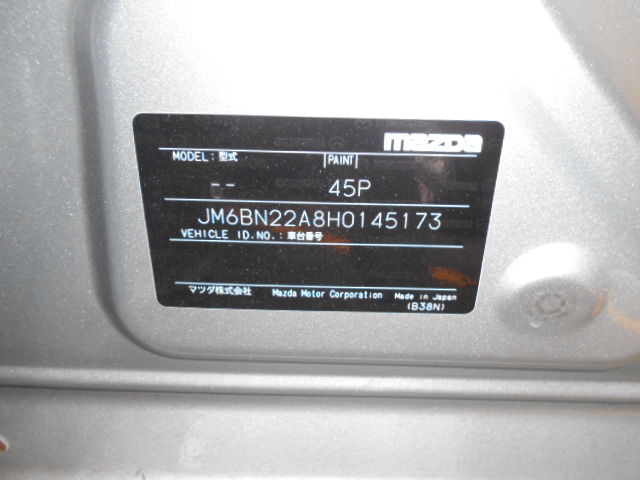 mazda
MODEL: 型式 PAINT
-- 45P
JM6BN22A8H0145173
VEHICLE ID.NO.: 車台番号
マツダ株式会社 Mazda Motor Corporation Made in Japan
(B38N)